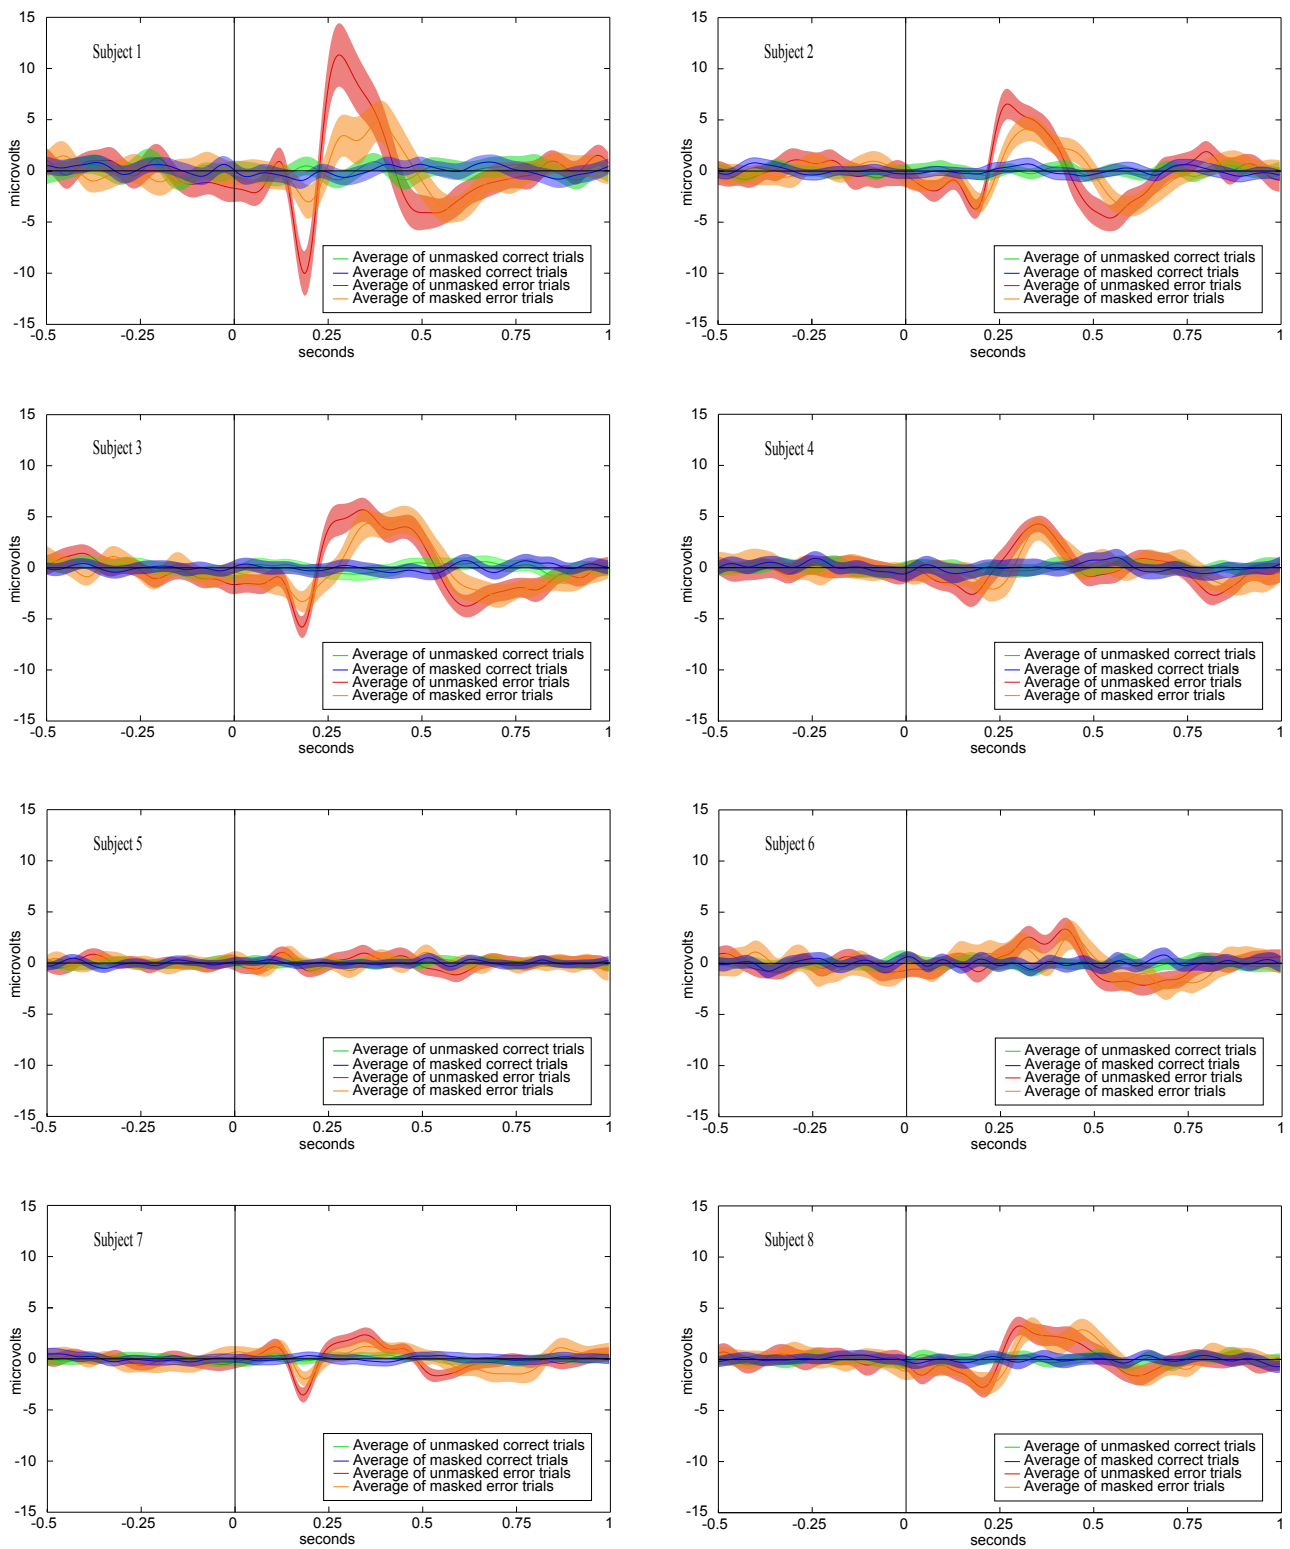 Subject 1
15
10
5
0
-5
-10
-15
microvolts
-0.5
-0.25
0
0.25
0.5
0.75
1
seconds
Average of unmasked correct trials
Average of masked correct trials
Average of unmasked error trials
Average of masked error trials
Subject 2
15
10
5
0
-5
-10
-15
microvolts
-0.5
-0.25
0
0.25
0.5
0.75
1
seconds
Average of unmasked correct trials
Average of masked correct trials
Average of unmasked error trials
Average of masked error trials
Subject 3
15
10
5
0
-5
-10
-15
microvolts
-0.5
-0.25
0
0.25
0.5
0.75
1
seconds
Average of unmasked correct trials
Average of masked correct trials
Average of unmasked error trials
Average of masked error trials
Subject 4
15
10
5
0
-5
-10
-15
microvolts
-0.5
-0.25
0
0.25
0.5
0.75
1
seconds
Average of unmasked correct trials
Average of masked correct trials
Average of unmasked error trials
Average of masked error trials
Subject 5
15
10
5
0
-5
-10
-15
microvolts
-0.5
-0.25
0
0.25
0.5
0.75
1
seconds
Average of unmasked correct trials
Average of masked correct trials
Average of unmasked error trials
Average of masked error trials
Subject 6
15
10
5
0
-5
-10
-15
microvolts
-0.5
-0.25
0
0.25
0.5
0.75
1
seconds
Average of unmasked correct trials
Average of masked correct trials
Average of unmasked error trials
Average of masked error trials
Subject 7
15
10
5
0
-5
-10
-15
microvolts
-0.5
-0.25
0
0.25
0.5
0.75
1
seconds
Average of unmasked correct trials
Average of masked correct trials
Average of unmasked error trials
Average of masked error trials
Subject 8
15
10
5
0
-5
-10
-15
microvolts
-0.5
-0.25
0
0.25
0.5
0.75
1
seconds
Average of unmasked correct trials
Average of masked correct trials
Average of unmasked error trials
Average of masked error trials